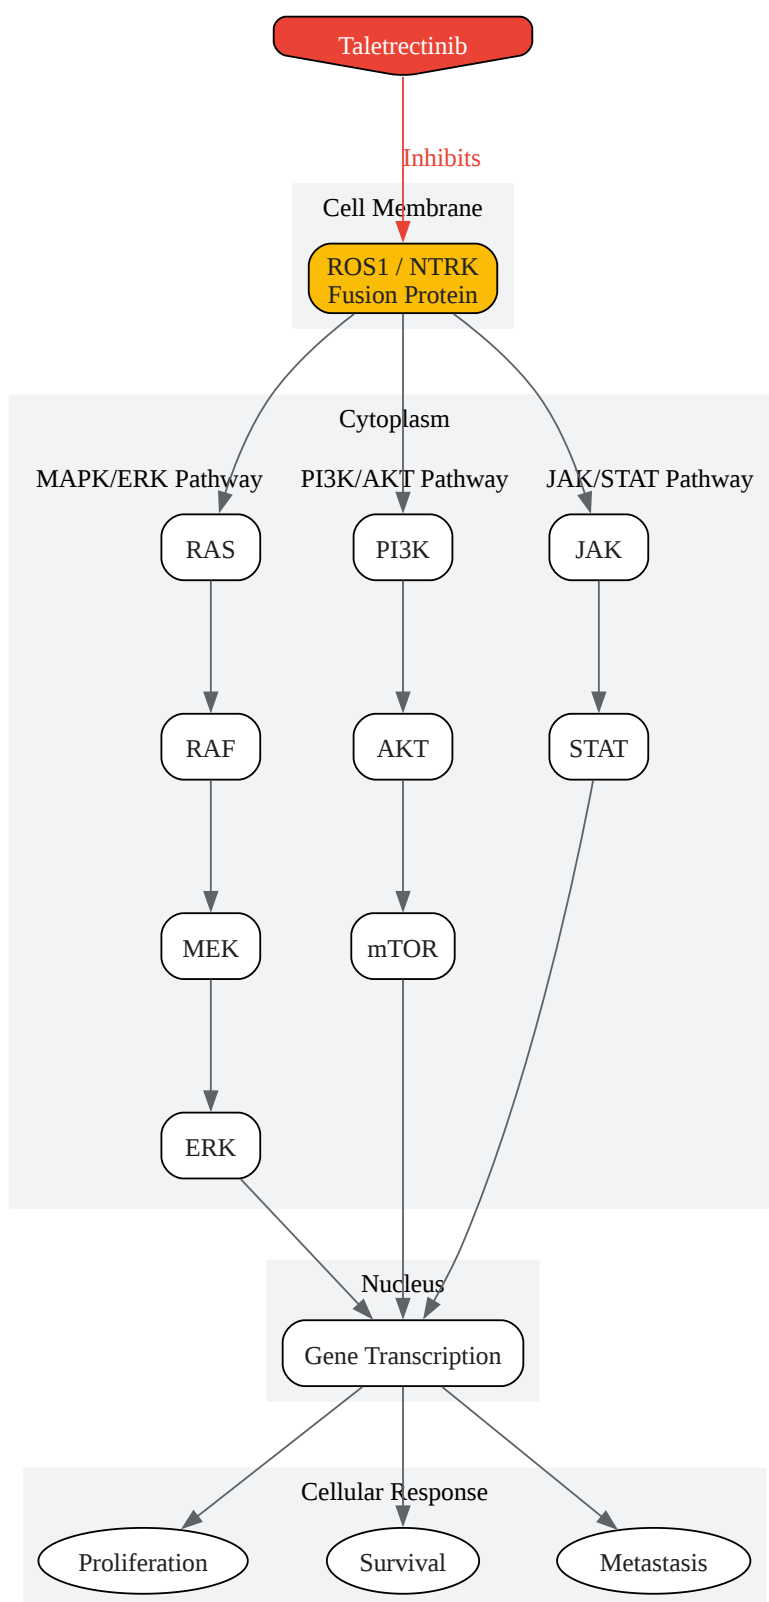 Taletrectinib
Inhibits
Cell Membrane
ROS1 / NTRK
Fusion Protein
Cytoplasm
MAPK/ERK Pathway
PI3K/AKT Pathway
JAK/STAT Pathway
RAS
PI3K
JAK
RAF
AKT
STAT
MEK
mTOR
ERK
Nucleus
Gene Transcription
Cellular Response
Proliferation
Survival
Metastasis